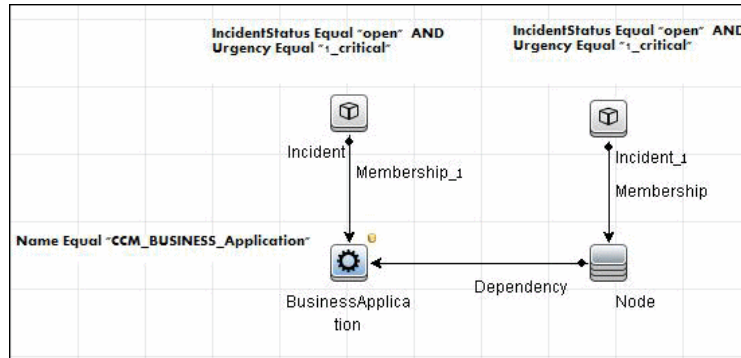 IncidentStatus Equal "open" AND
Urgency Equal "1_critical"
IncidentStatus Equal "open" AND
Urgency Equal "1_critical"
Incident
Membership_1
Incident_1
Membership
Name Equal "CCM_BUSINESS_Application"
Dependency
BusinessApplica
tion
Node